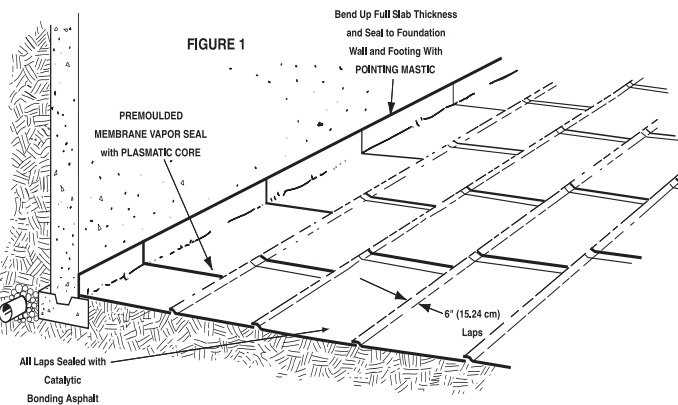 Bend Up Full Slab Thickness
and Seal to Foundation
Wall and Footing With
POINTING MASTIC
FIGURE 1
PREMOULDED
MEMBRANE VAPOR SEAL
with PLASMATIC CORE
6" (15.24 cm)
Laps
All Laps Sealed with
Catalytic
Bonding Asphalt